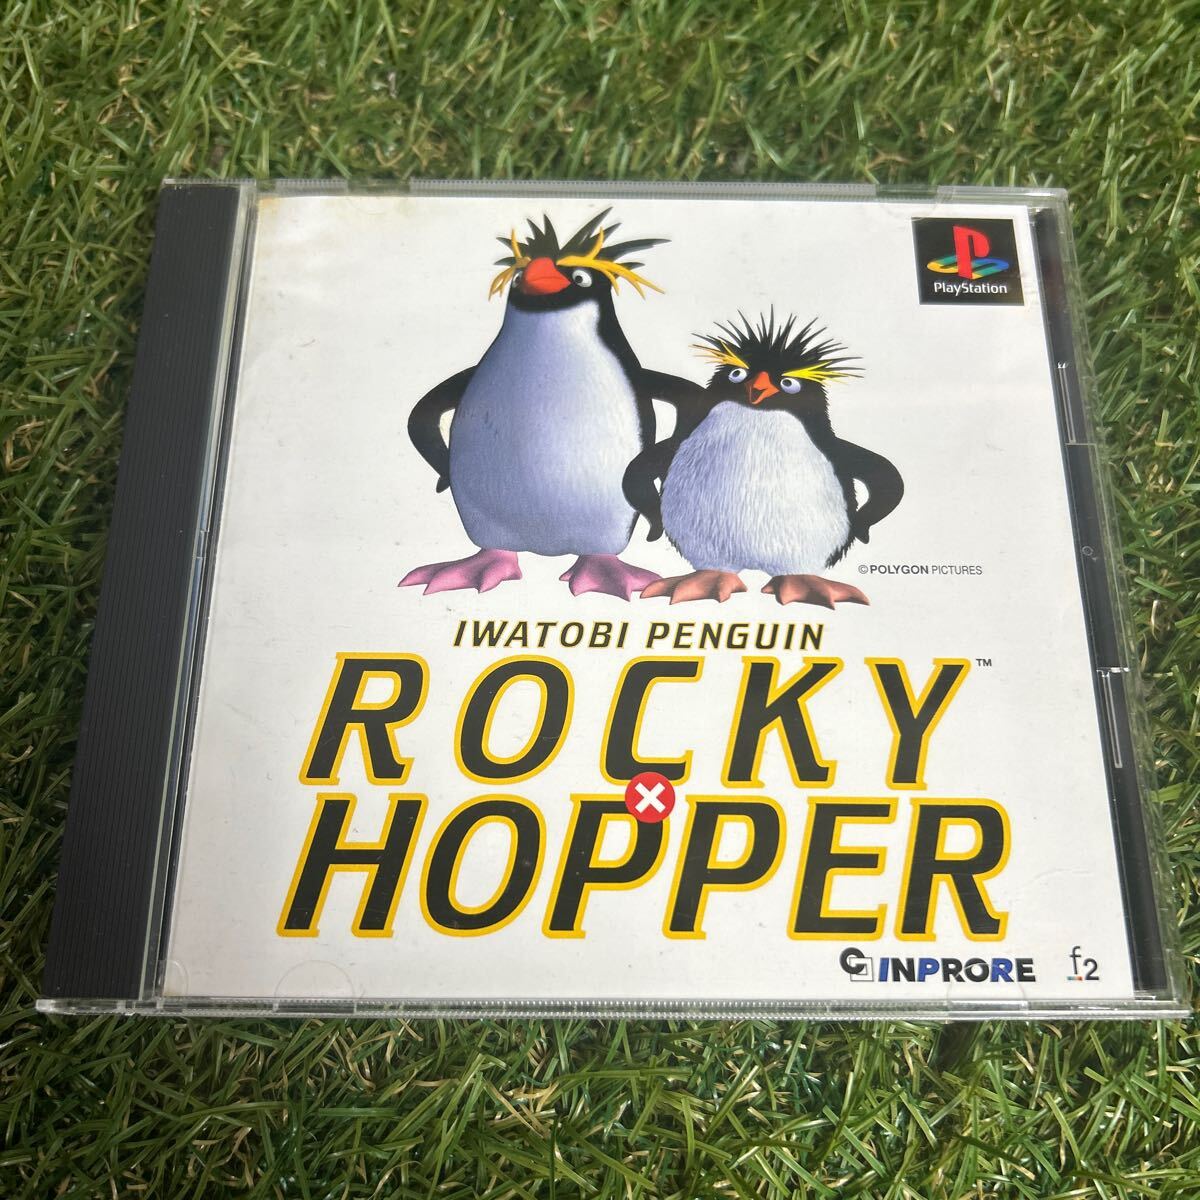 PlayStation
©POLYGON PICTURES
IWATOBI PENGUIN
ROCKY™
×
HOPPER
INPRORE
f2